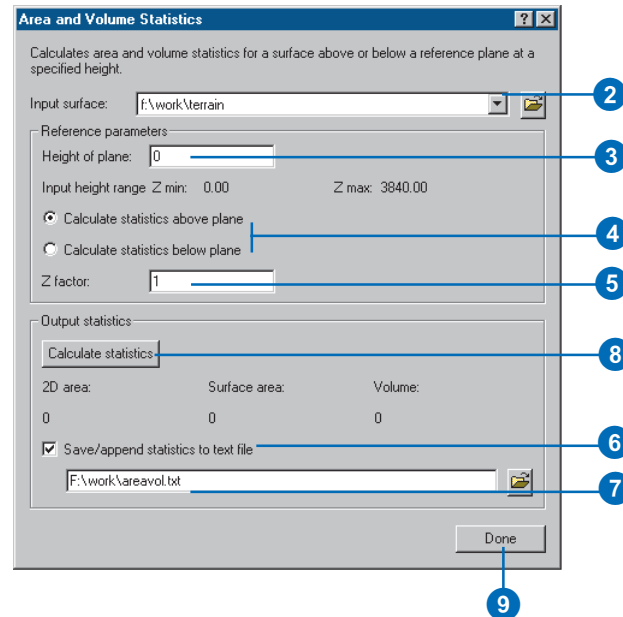 Area and Volume Statistics
Calculates area and volume statistics for a surface above or below a reference plane at a
specified height.
Input surface: f:\work\terrain 2
Reference parameters
Height of plane: 0 3
Input height range Z min: 0.00 Z max: 3840.00
Calculate statistics above plane
4
Calculate statistics below plane
Z factor: 1 5
Output statistics
Calculate statistics 8
2D area: Surface area: Volume:
0 0 0
Save/append statistics to text file 6
F:\work\areavol.txt 7
Done
9